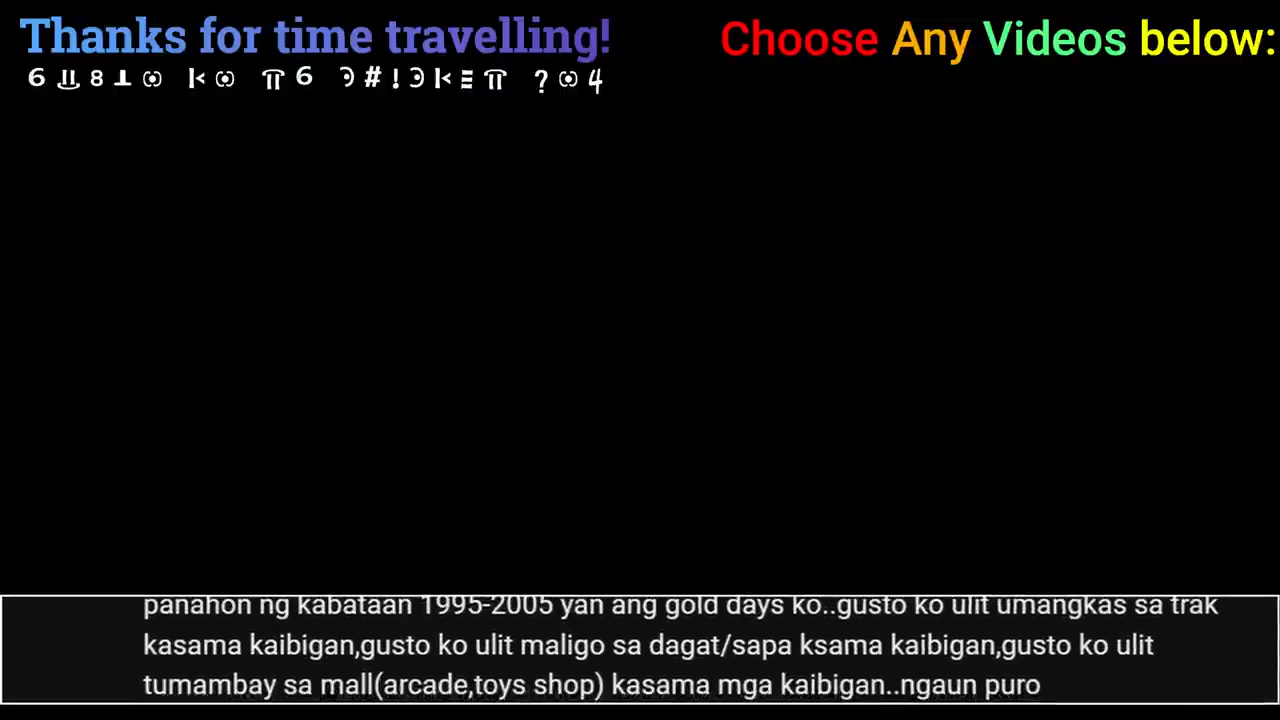 Thanks for time travelling!
Choose Any Videos below:
panahon ng kabataan 1995-2005 yan ang gold days ko..gusto ko ulit umangkas sa trak
kasama kaibigan,gusto ko ulit maligo sa dagat/sapa ksama kaibigan,gusto ko ulit
tumambay sa mall(arcade,toys shop) kasama mga kaibigan..ngaun puro